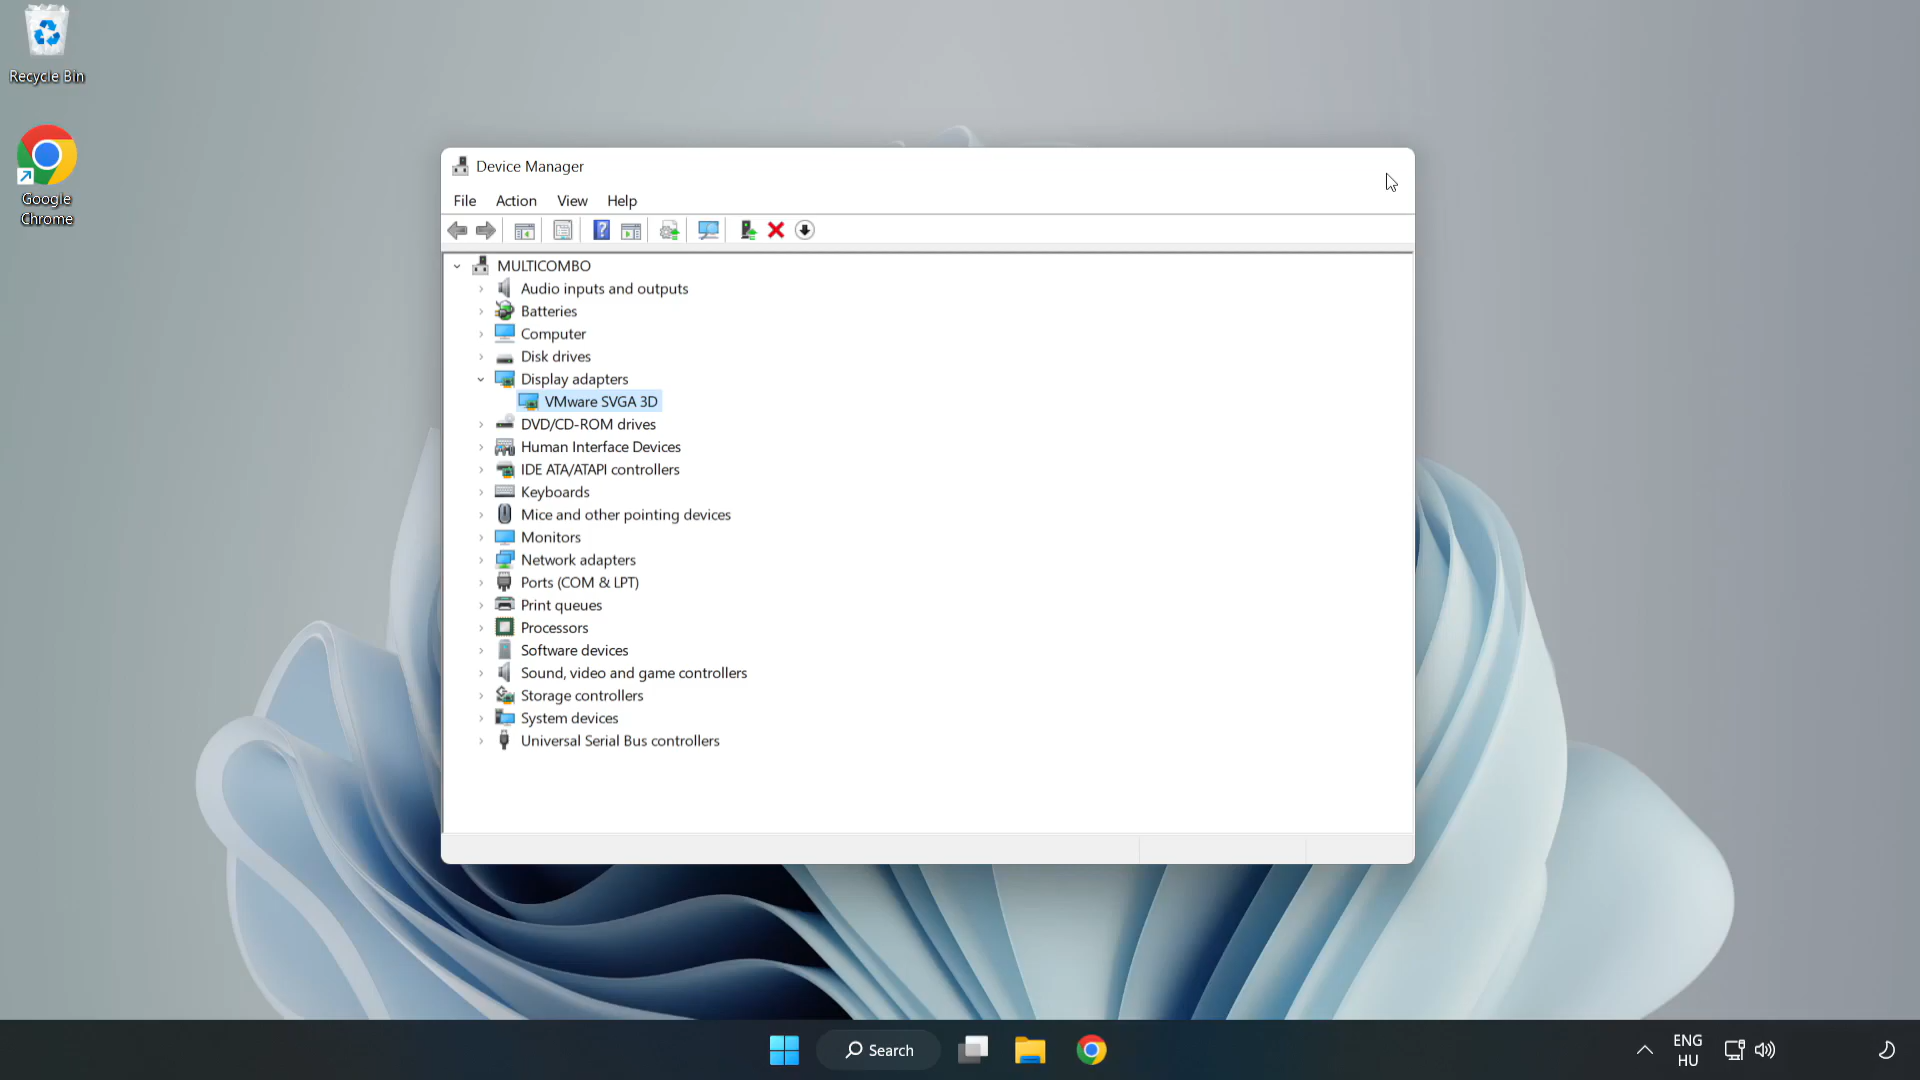 Recycle Bin
Google
Chrome
Device Manager
File Action View Help
MULTICOMBO
Audio inputs and outputs
Batteries
Computer
Disk drives
Display adapters
VMware SVGA 3D
DVD/CD-ROM drives
Human Interface Devices
IDE ATA/ATAPI controllers
Keyboards
Mice and other pointing devices
Monitors
Network adapters
Ports (COM & LPT)
Print queues
Processors
Software devices
Sound, video and game controllers
Storage controllers
System devices
Universal Serial Bus controllers
Search
ENG
HU